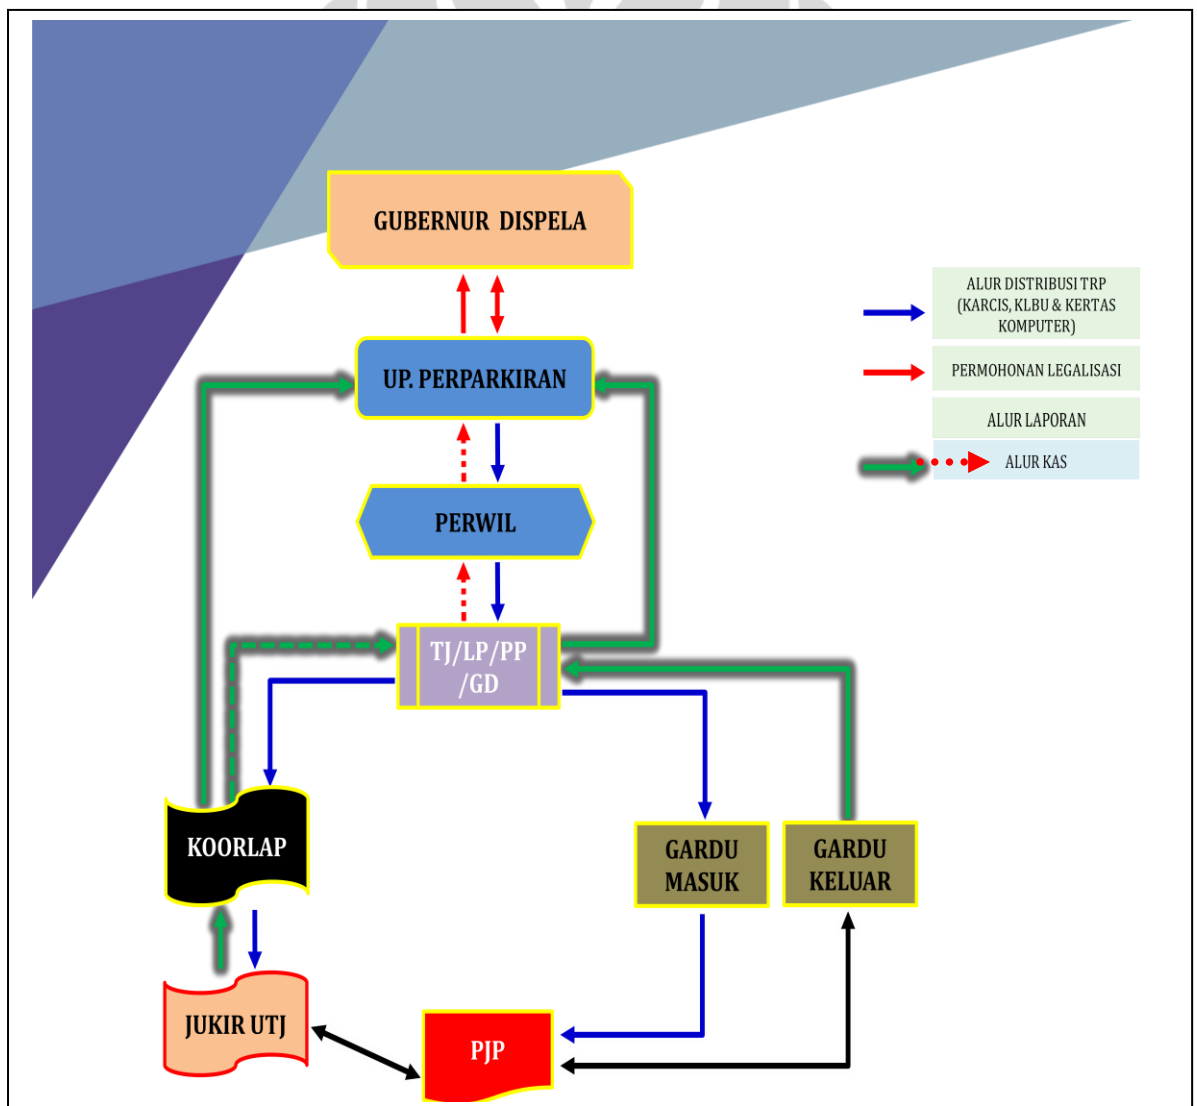 GUBERNUR DISPELA
ALUR DISTRIBUSI TRP
(KARCIS, KLBU & KERTAS
KOMPUTER)
UP. PERPARKIRAN
PERMOHONAN LEGALISASI
ALUR LAPORAN
ALUR KAS
PERWIL
TJ/LP/PP
/GD
KOORLAP
GARDU
MASUK
GARDU
KELUAR
JUKIR UTJ
PJP